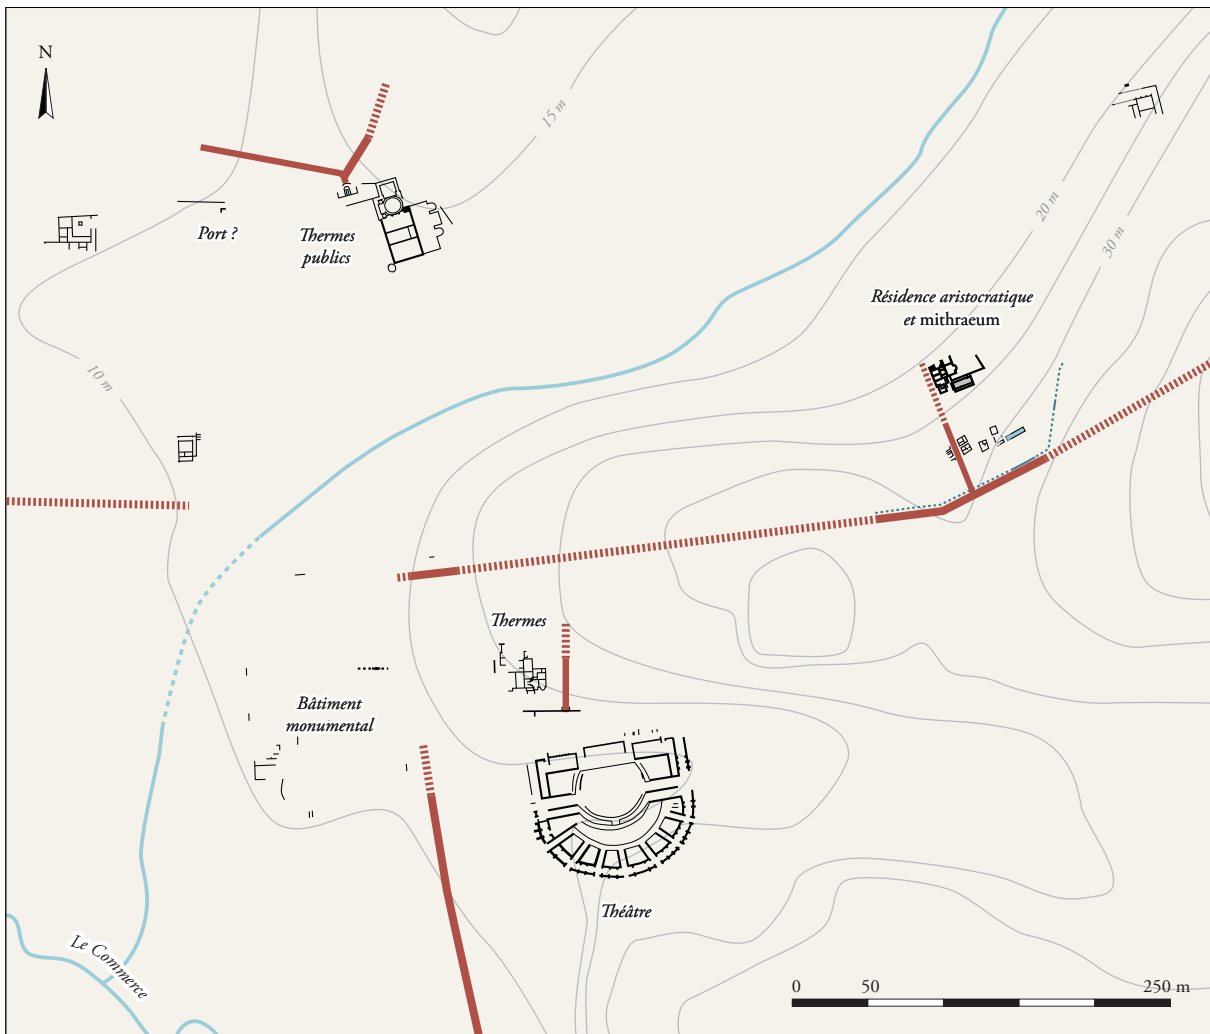 N
15 m
20 m
Port ?
Thermes
publics
30 m
Résidence aristocratique
et mithraeum
10 m
Thermes
Bâtiment
monumental
Théâtre
Le Commerce
0 50 250 m